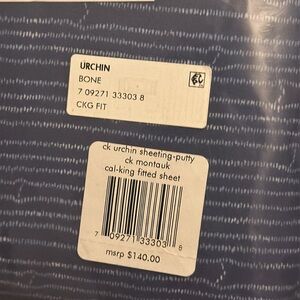 URCHIN
BONE
7 09271 33303 8
CKG FIT
ck urchin sheeting-putty
ck montauk
cal-king fitted sheet
7 09271 33303 8
msrp $140.00